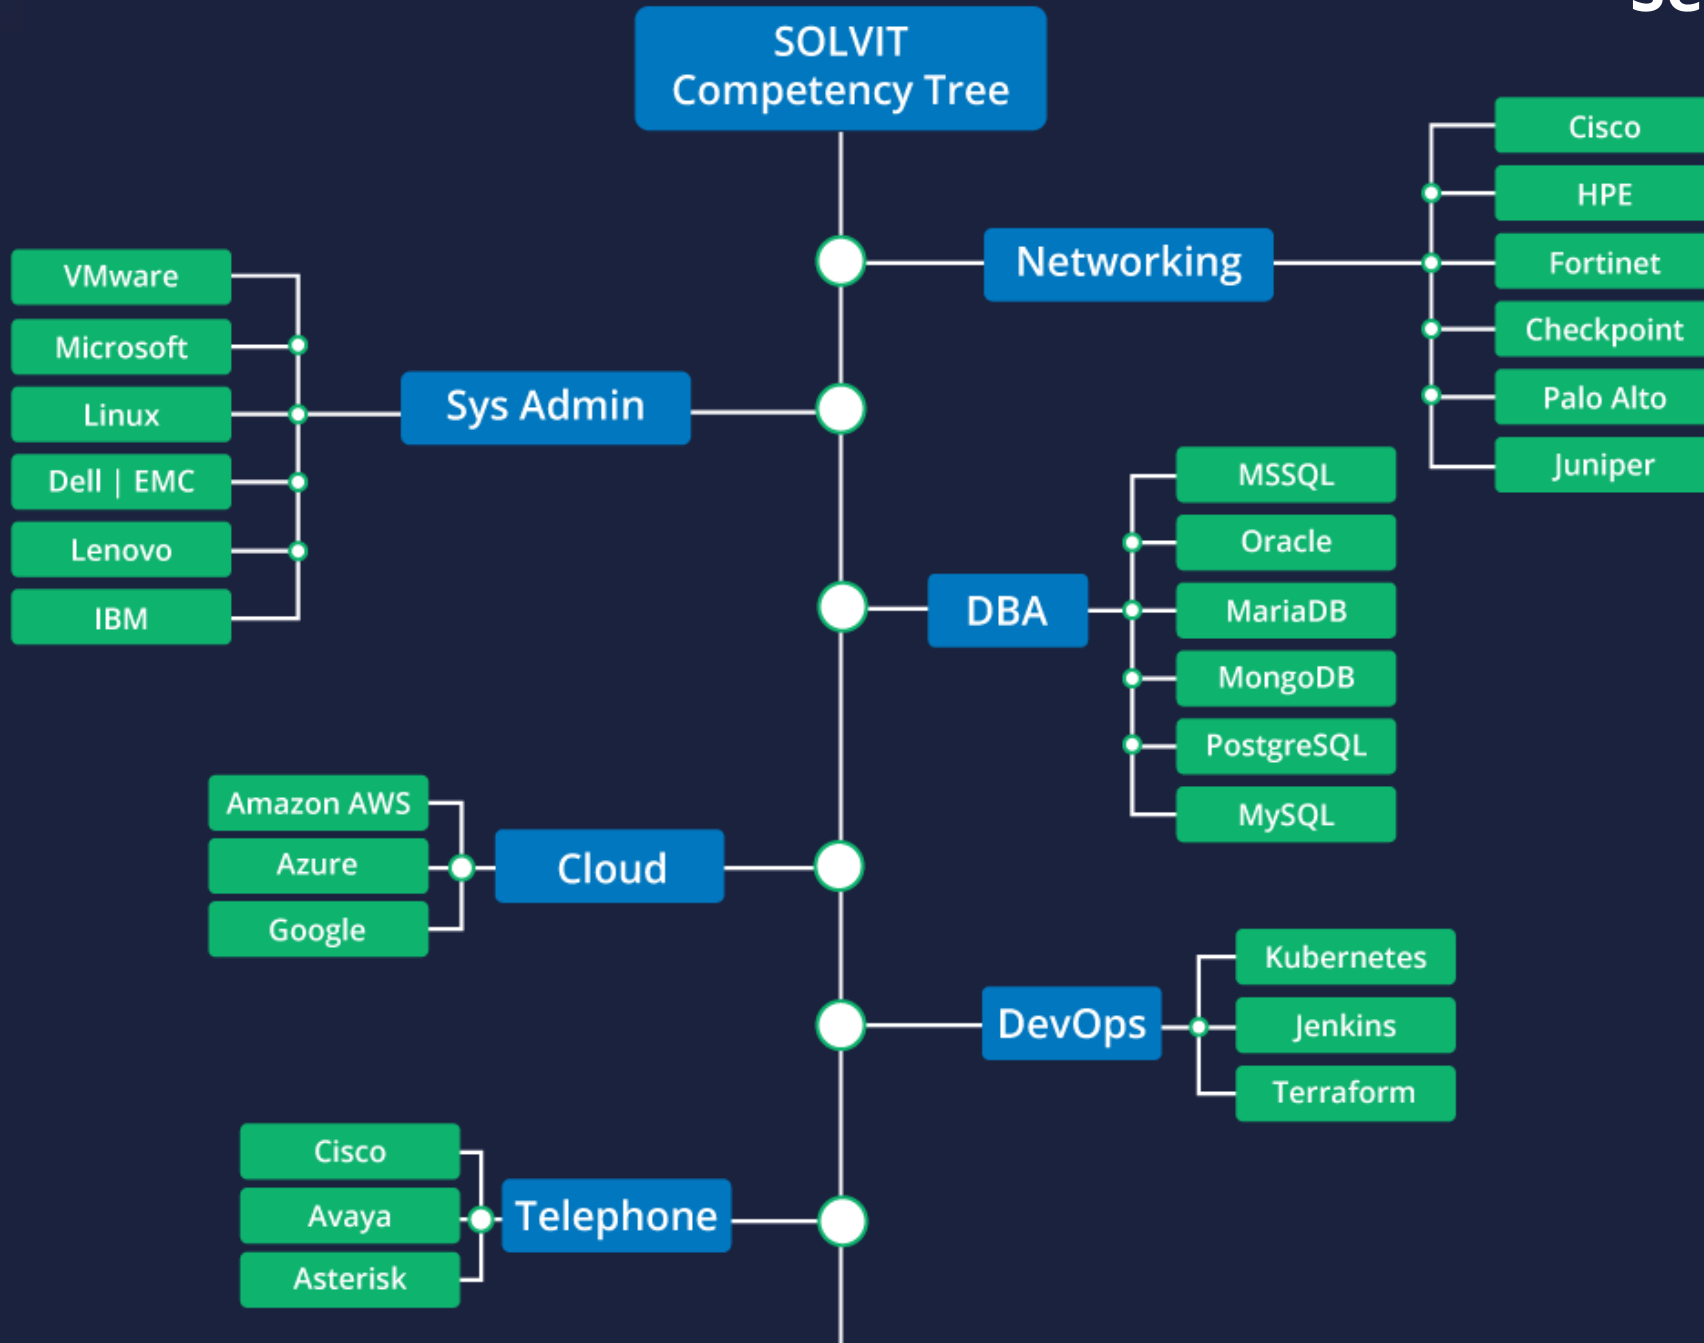 SOLVIT
Competency Tree
Networking
Cisco
HPE
Fortinet
Checkpoint
Palo Alto
Juniper
Sys Admin
VMware
Microsoft
Linux
Dell | EMC
Lenovo
IBM
DBA
MSSQL
Oracle
MariaDB
MongoDB
PostgreSQL
MySQL
Cloud
Amazon AWS
Azure
Google
DevOps
Kubernetes
Jenkins
Terraform
Telephone
Cisco
Avaya
Asterisk